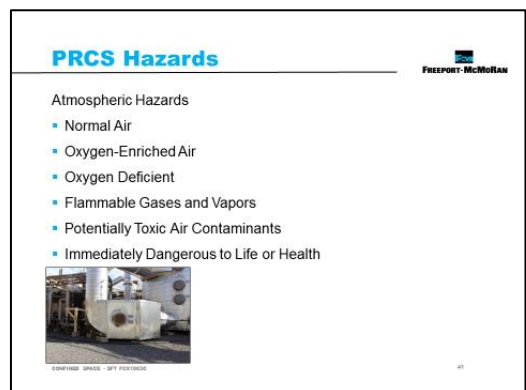 PRCS Hazards
FREEPORT-MCMORAN
Atmospheric Hazards
▪ Normal Air
▪ Oxygen-Enriched Air
▪ Oxygen Deficient
▪ Flammable Gases and Vapors
▪ Potentially Toxic Air Contaminants
▪ Immediately Dangerous to Life or Health
CONFINED SPACE - SFT FCX1003C
41